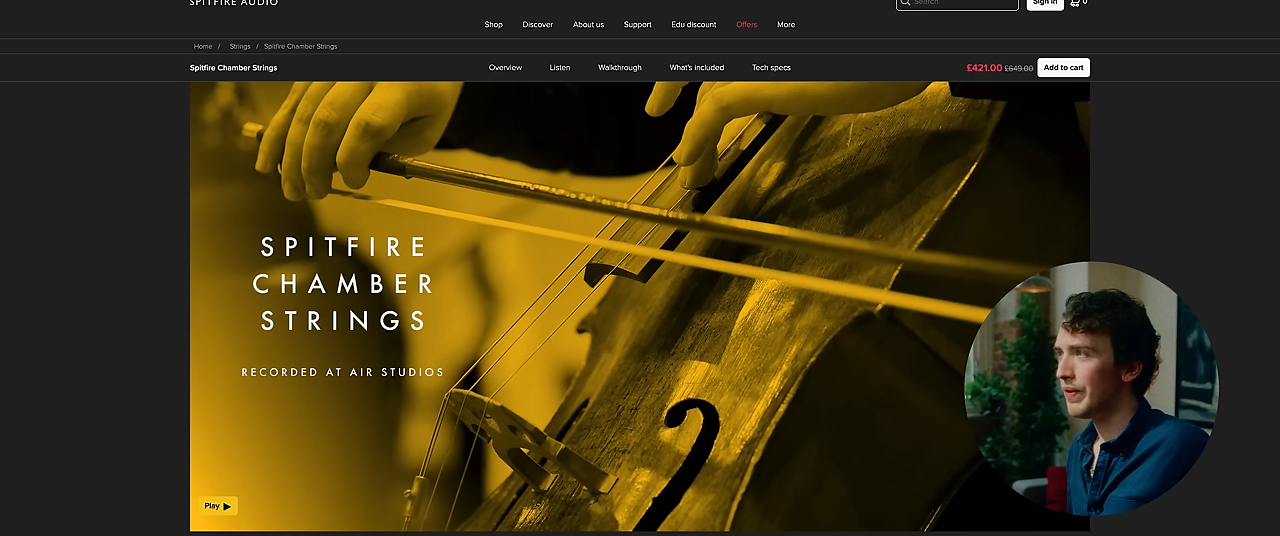 SPITFIRE AUDIO
Search
Sign in
0
Shop Discover About us Support Edu discount Offers More
Home / Strings / Spitfire Chamber Strings
Spitfire Chamber Strings Overview Listen Walkthrough What's included Tech specs £421.00 £649.00 Add to cart
SPITFIRE
CHAMBER
STRINGS
RECORDED AT AIR STUDIOS
Play